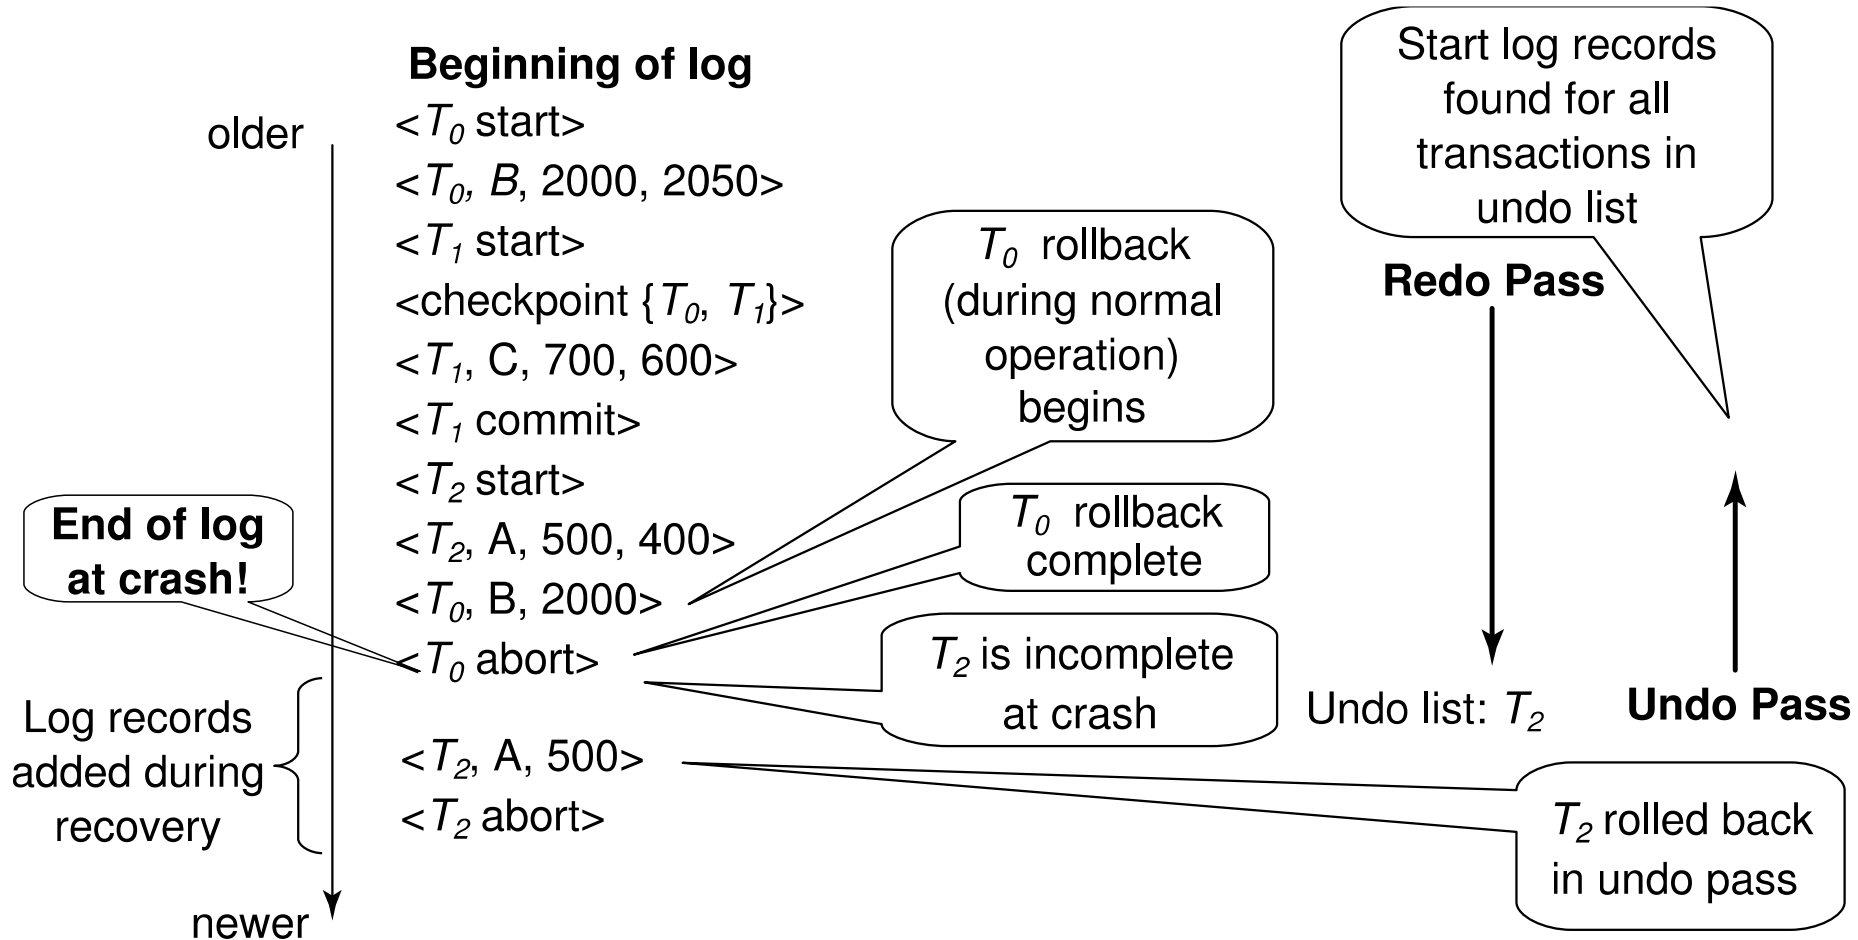 Beginning of log
older
<T0 start>
<T0, B, 2000, 2050>
<T1 start>
<checkpoint {T0, T1}>
<T1, C, 700, 600>
<T1 commit>
<T2 start>
<T2, A, 500, 400>
<T0, B, 2000>
<T0 abort>
<T2, A, 500>
<T2 abort>
End of log
at crash!
Log records
added during
recovery
newer
T0 rollback
(during normal
operation)
begins
T0 rollback
complete
T2 is incomplete
at crash
Start log records
found for all
transactions in
undo list
Redo Pass
Undo list: T2
Undo Pass
T2 rolled back
in undo pass